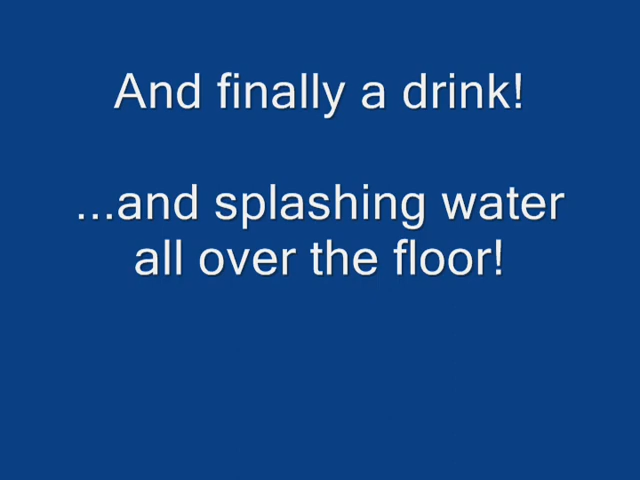 And finally a drink!
...and splashing water
all over the floor!